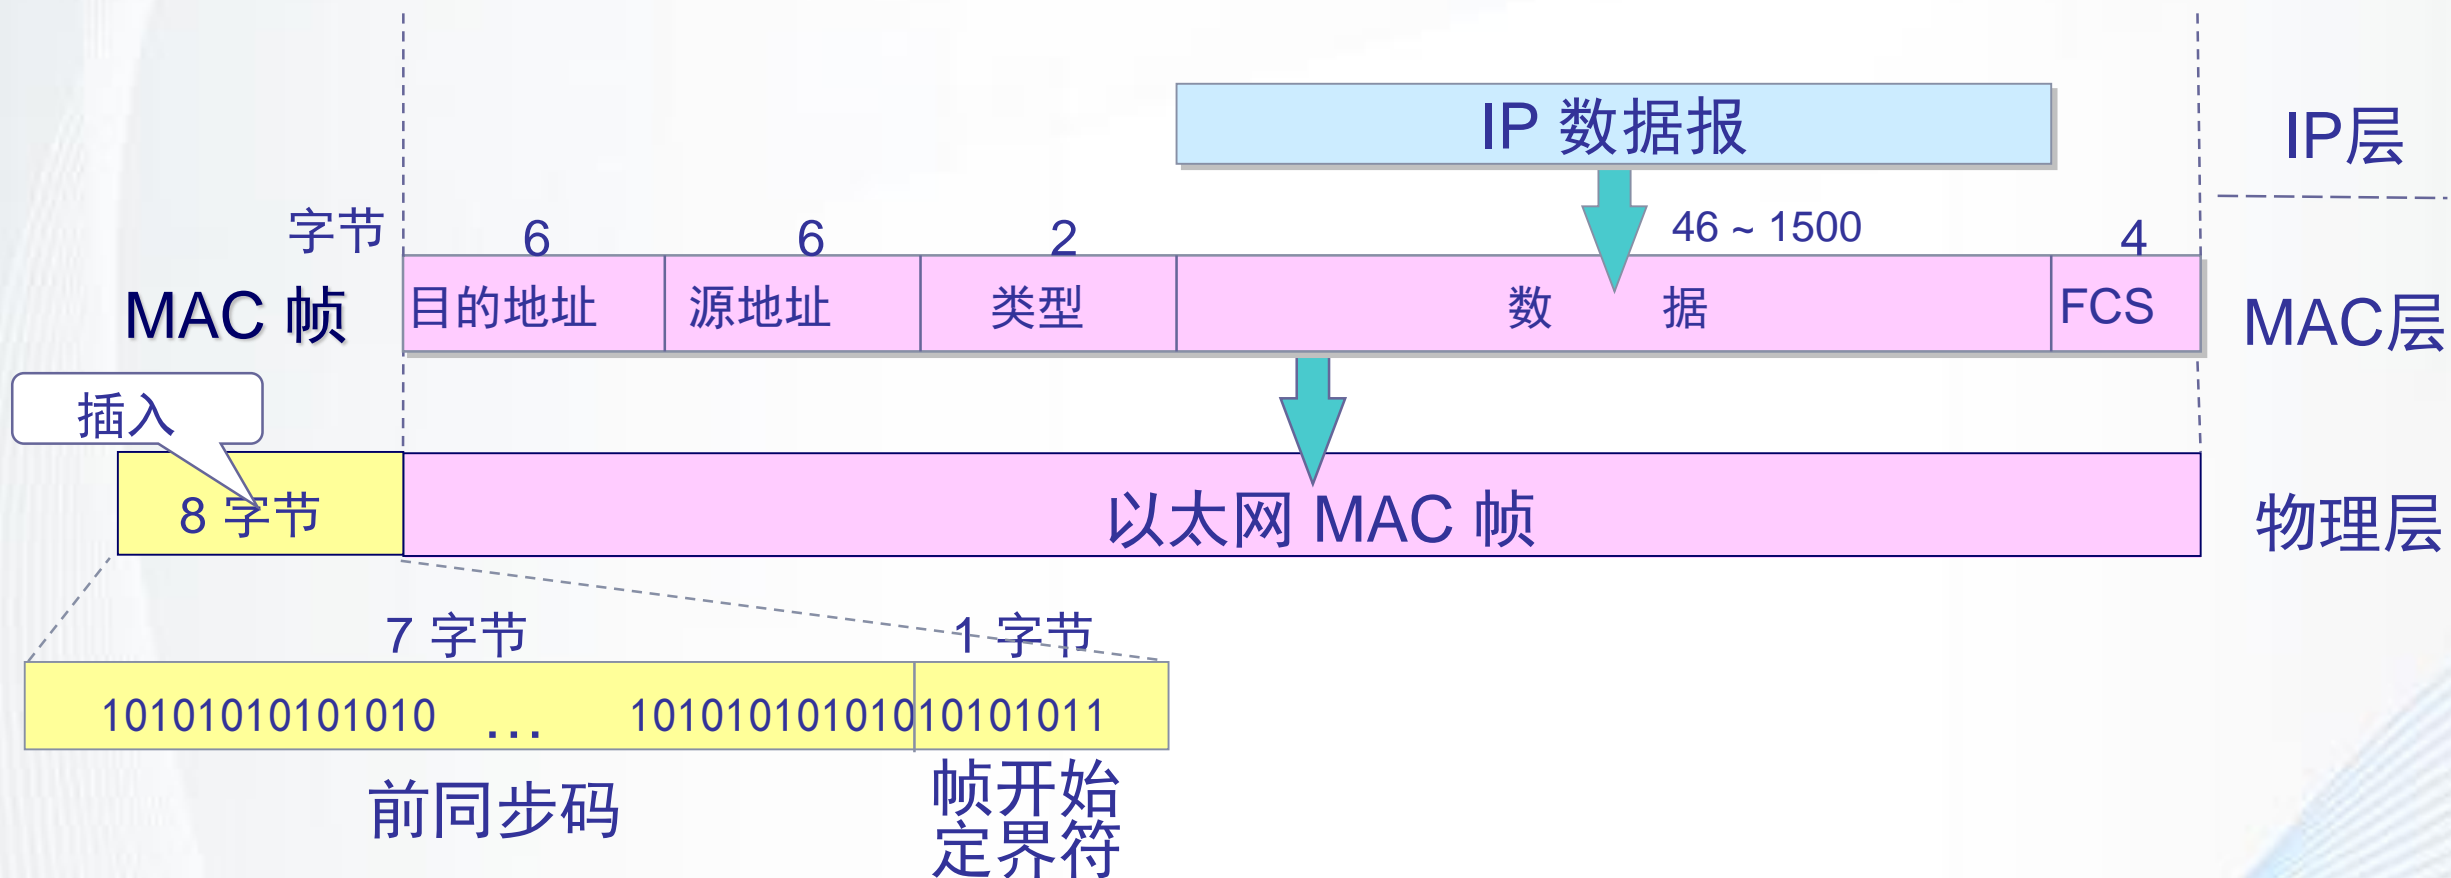 IP 数据报
IP层
字节
6
6
2
46 ~ 1500
4
MAC 帧
目的地址
源地址
类型
数 据
FCS
MAC层
插入
8 字节
以太网 MAC 帧
物理层
7 字节
1 字节
10101010101010 … 10101010101010101011
前同步码
帧开始
定界符